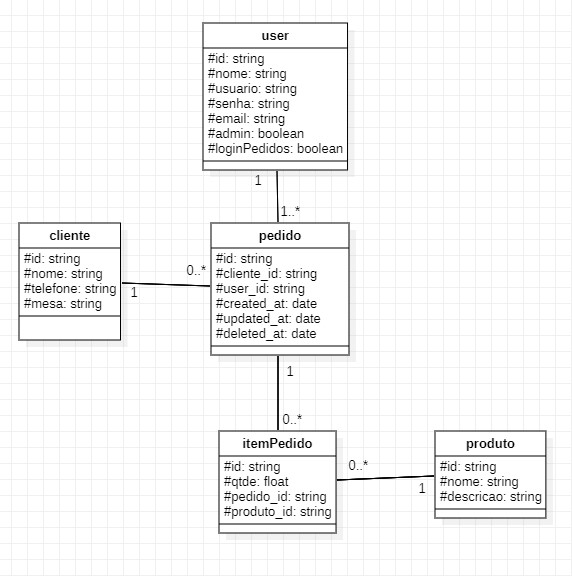 user
#id: string
#nome: string
#usuario: string
#senha: string
#email: string
#admin: boolean
#loginPedidos: boolean
1
1..*
cliente
#id: string
#nome: string
#telefone: string
#mesa: string
1
0..*
pedido
#id: string
#cliente_id: string
#user_id: string
#created_at: date
#updated_at: date
#deleted_at: date
1
0..*
itemPedido
#id: string
#qtde: float
#pedido_id: string
#produto_id: string
0..*
1
produto
#id: string
#nome: string
#descricao: string